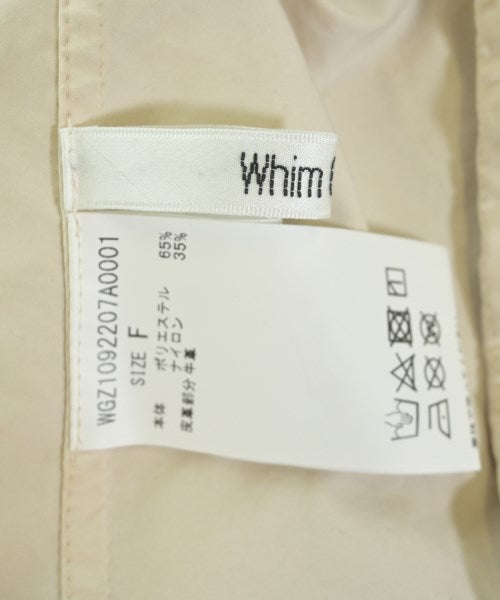 Whim
WGZ1092207A0001
SIZE F
本体 ポリエステル 65%
ナイロン 35%
皮革部分 牛革